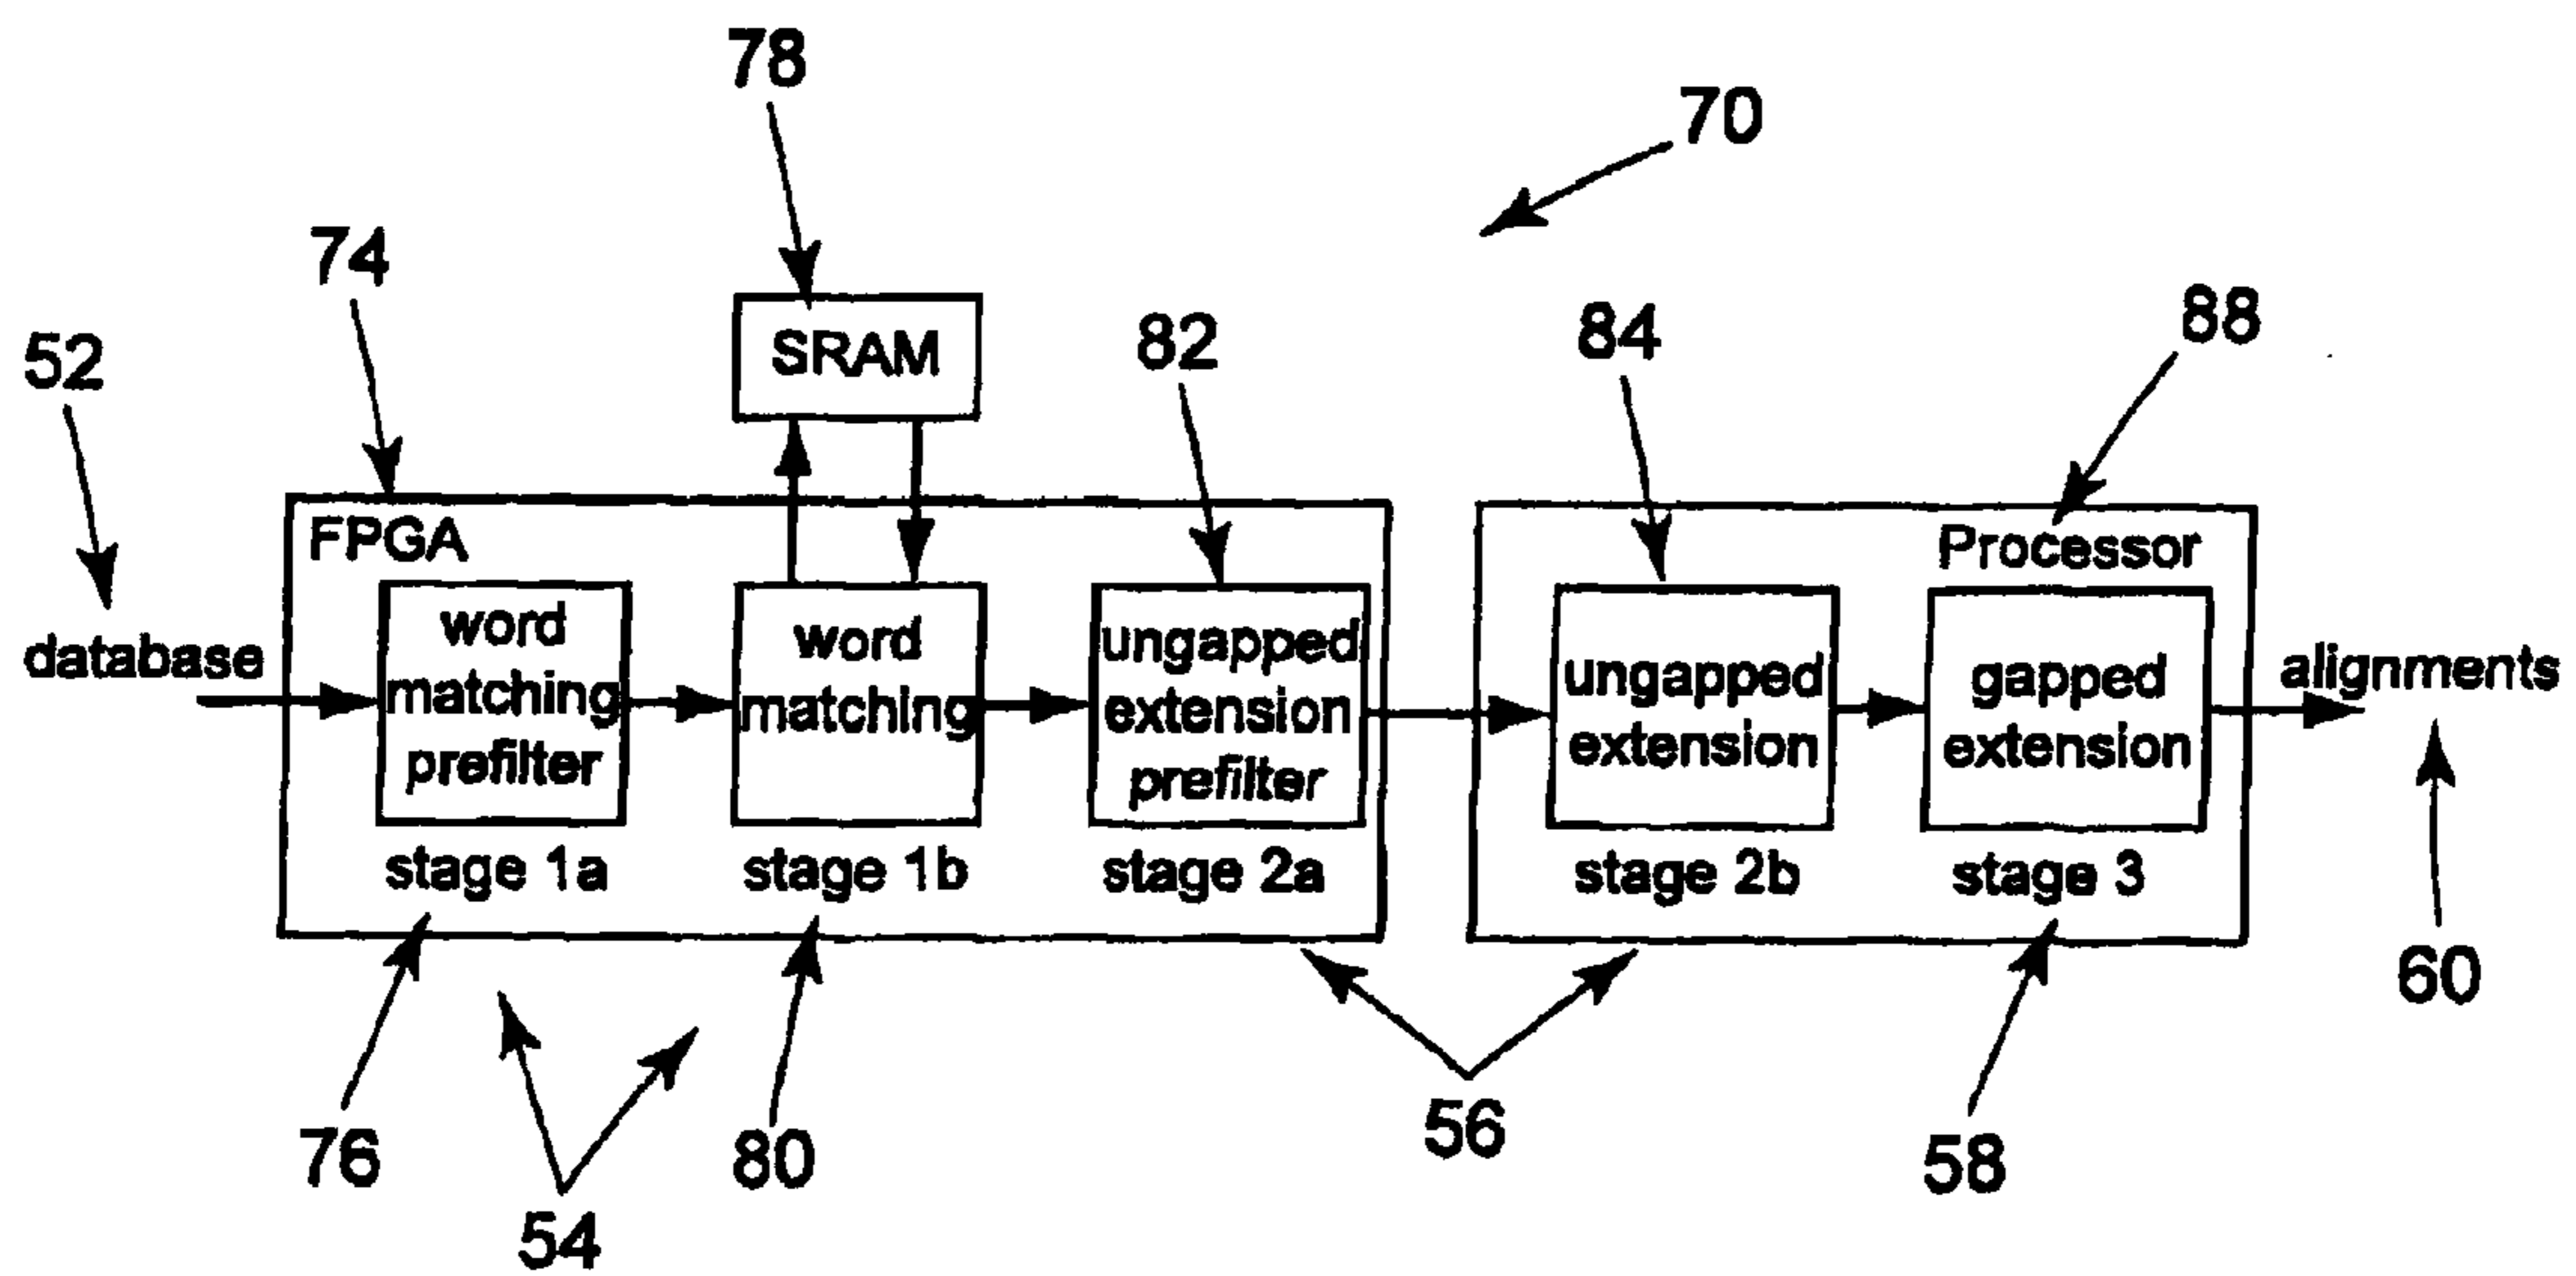 78
70
74
52
SRAM
82
84
88
FPGA
Processor
database
word
matching
prefilter
word
matching
ungapped
extension
prefilter
ungapped
extension
gapped
extension
alignments
stage 1a
stage 1b
stage 2a
stage 2b
stage 3
76
80
54
56
58
60